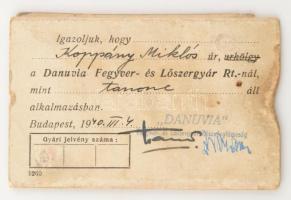 Igazoljuk, hogy
Koppány Miklós úr, úrhölgy
a Danuvia Fegyver- és Lőszergyár Rt.-nál,
mint tanonc áll
alkalmazásban.
Budapest, 1940. III. 4.
"DANUVIA"
Gyári jelvény száma: